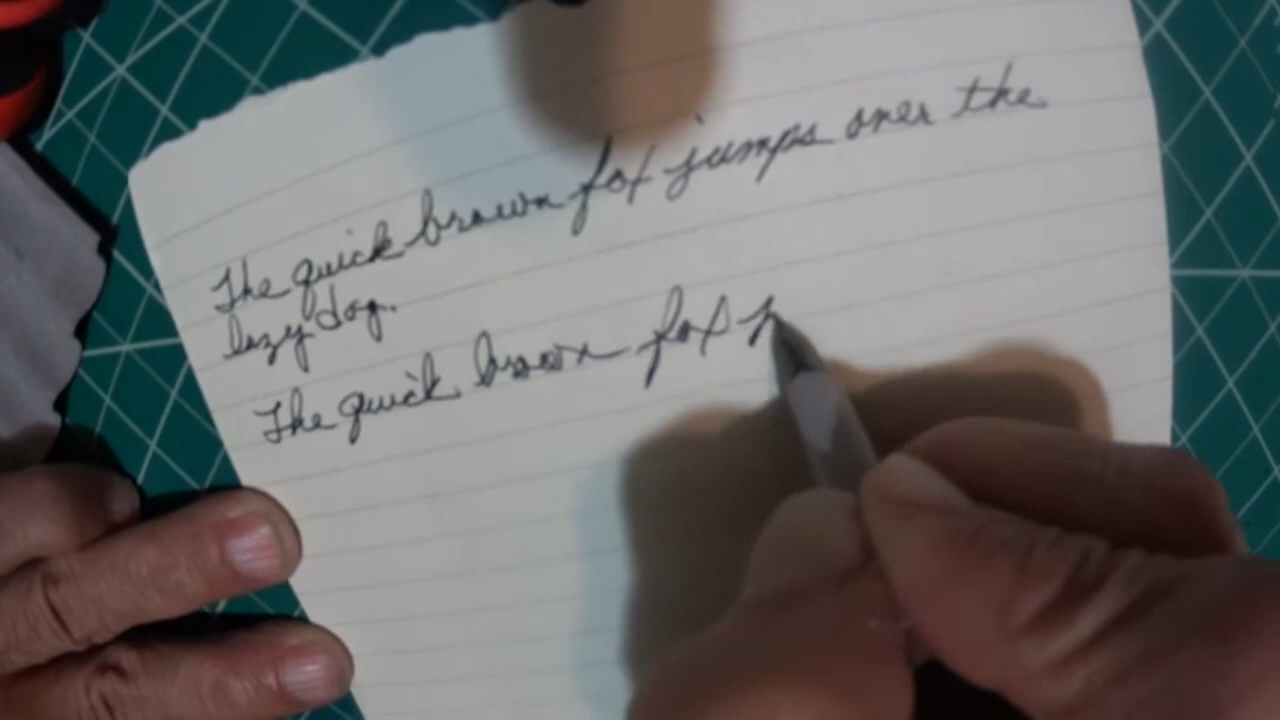 The quick brown fox jumps over the
lazy dog.
The quick brown fox j